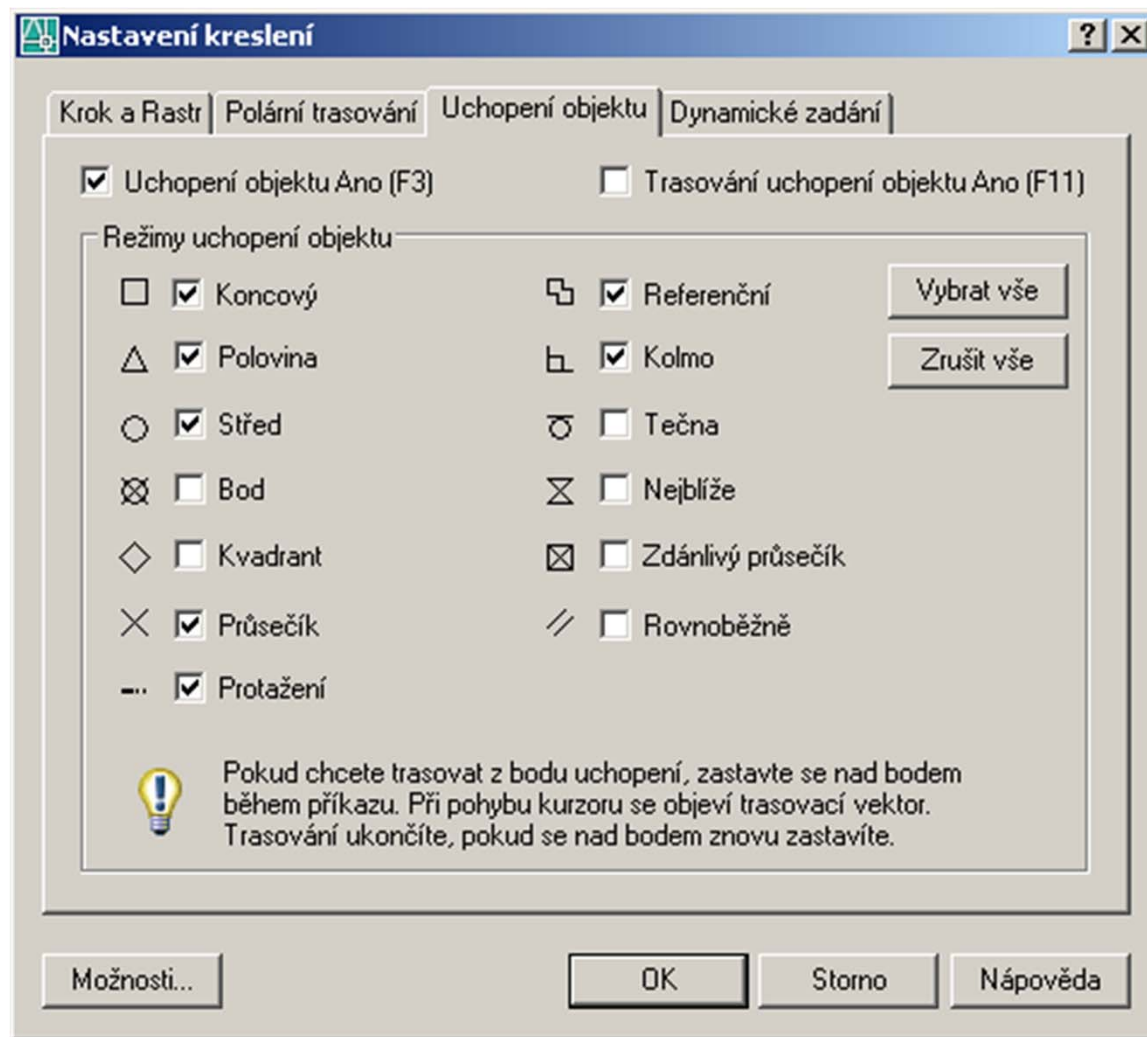 Nastavení kreslení
Krok a Rastr
Polární trasování
Uchopení objektu
Dynamické zadání
Uchopení objektu Ano (F3)
Trasování uchopení objektu Ano (F11)
Režimy uchopení objektu
Koncový
Referenční
Vybrat vše
Polovina
Kolmo
Zrušit vše
Střed
Tečna
Bod
Nejblíže
Kvadrant
Zdánlivý průsečík
Průsečík
Rovnoběžně
Protažení
Pokud chcete trasovat z bodu uchopení, zastavte se nad bodem
během příkazu. Při pohybu kurzoru se objeví trasovací vektor.
Trasování ukončíte, pokud se nad bodem znovu zastavíte.
Možnosti...
OK
Storno
Nápověda